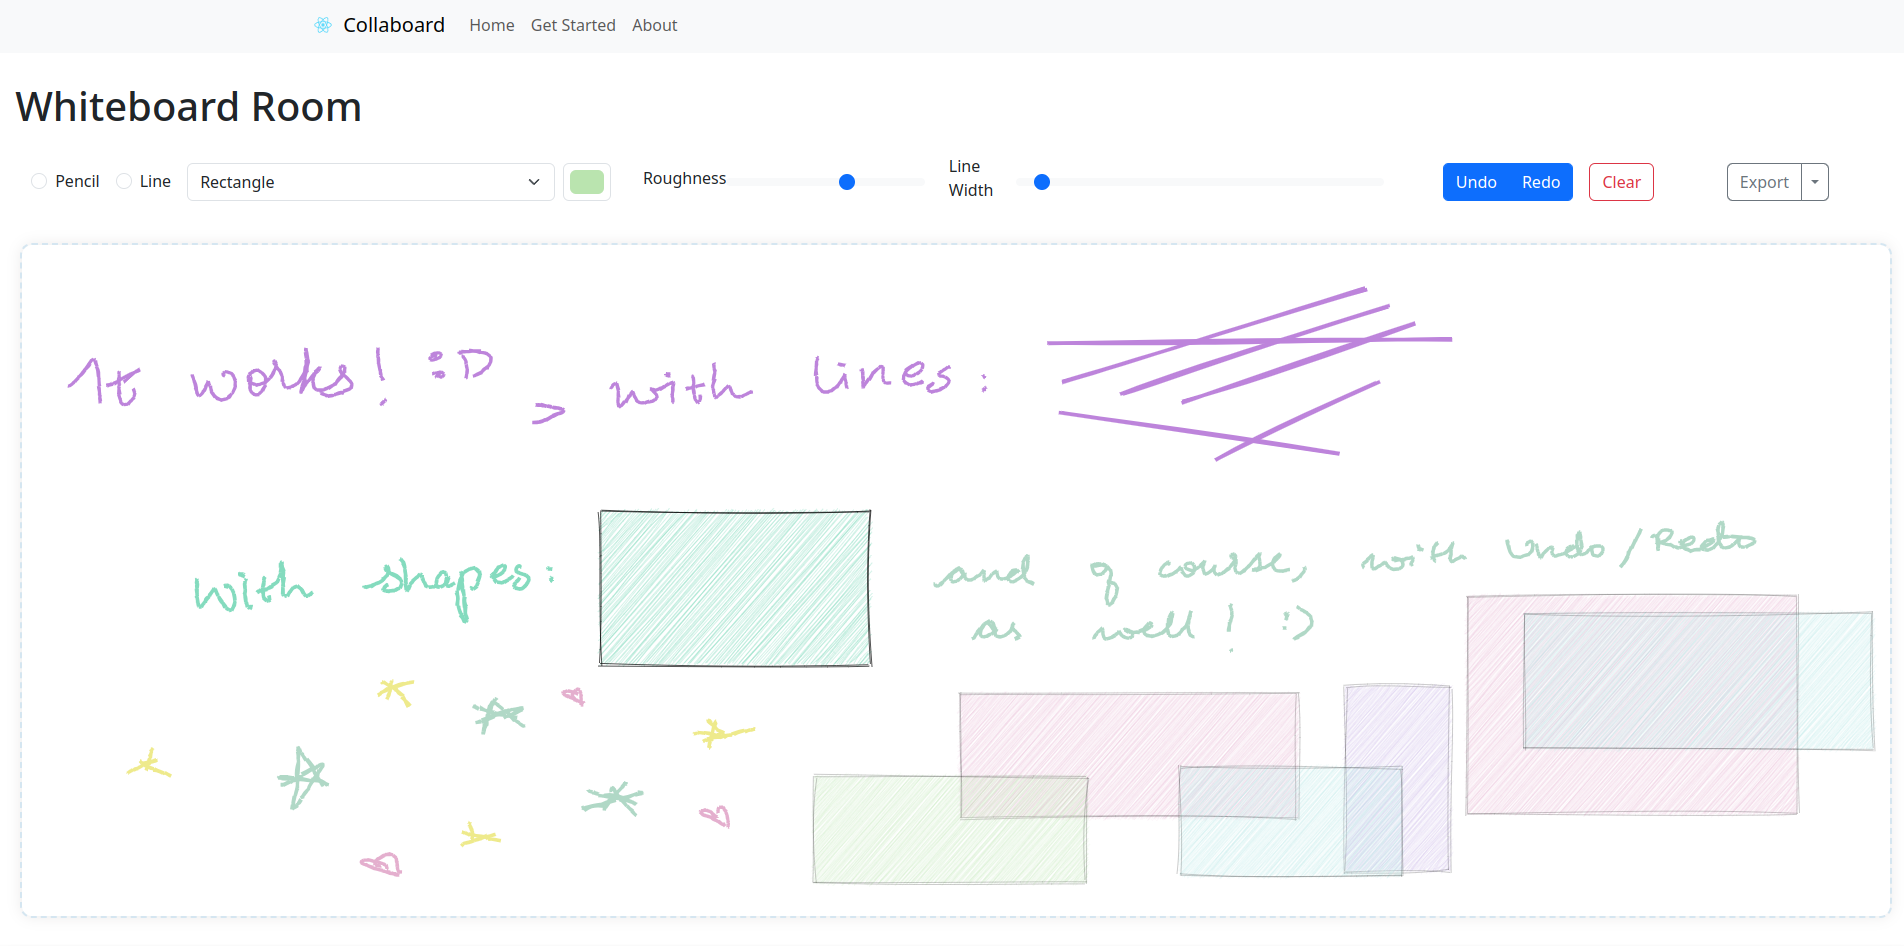 Collaboard Home Get Started About
Whiteboard Room
Pencil Line Rectangle Roughness Line Width Undo Redo Clear Export
It works! :D > with lines:
with shapes:
and of course, with Undo/Redo
as well! :)